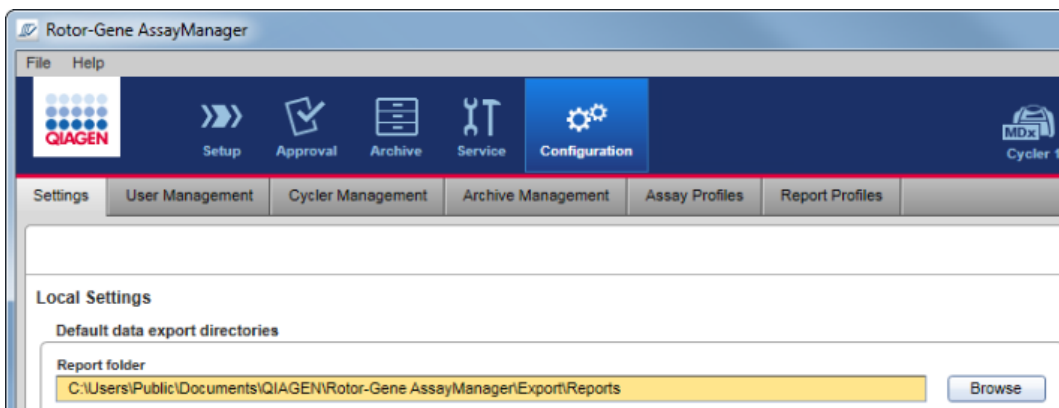 Rotor-Gene AssayManager
File Help
QIAGEN
Setup Approval Archive Service Configuration
MDx
Cycler 1
Settings User Management Cycler Management Archive Management Assay Profiles Report Profiles
Local Settings
Default data export directories
Report folder
C:\Users\Public\Documents\QIAGEN\Rotor-Gene AssayManager\Export\Reports Browse